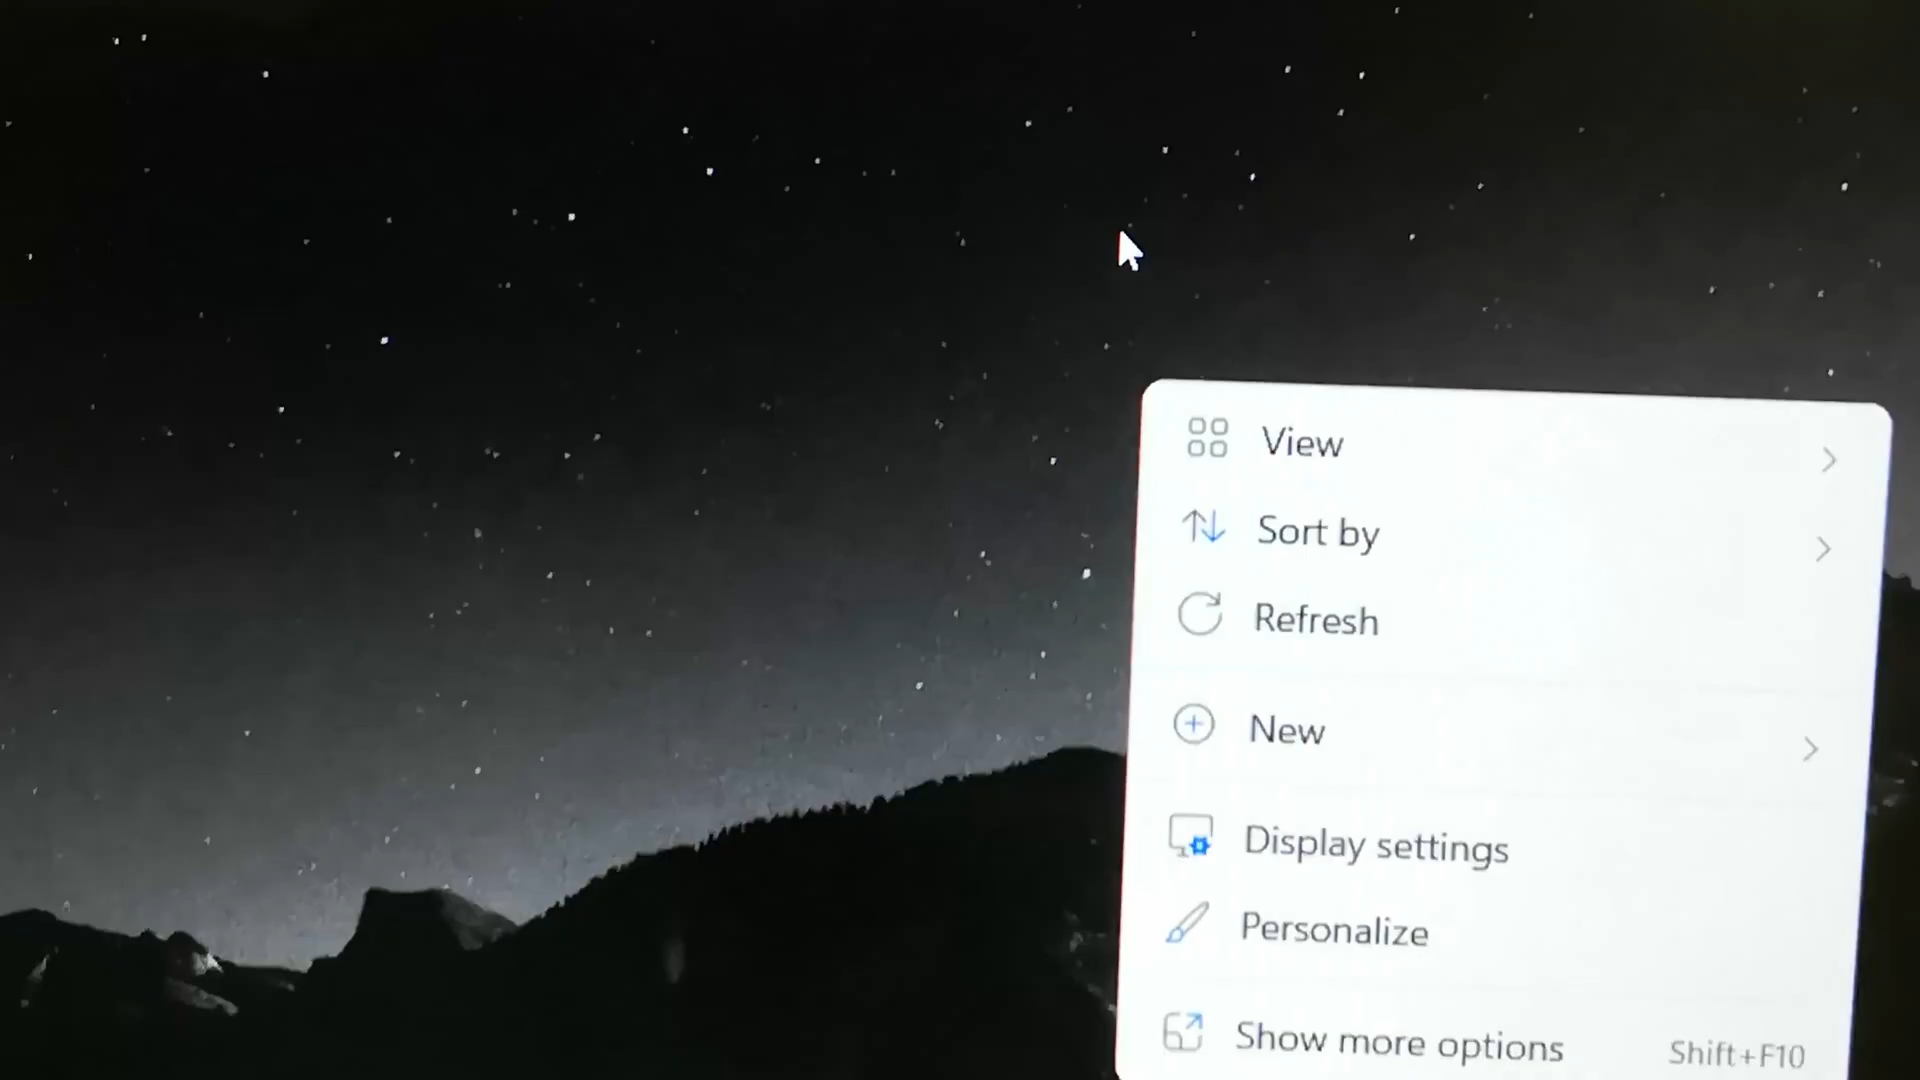 View
Sort by
Refresh
New
Display settings
Personalize
Show more options Shift+F10